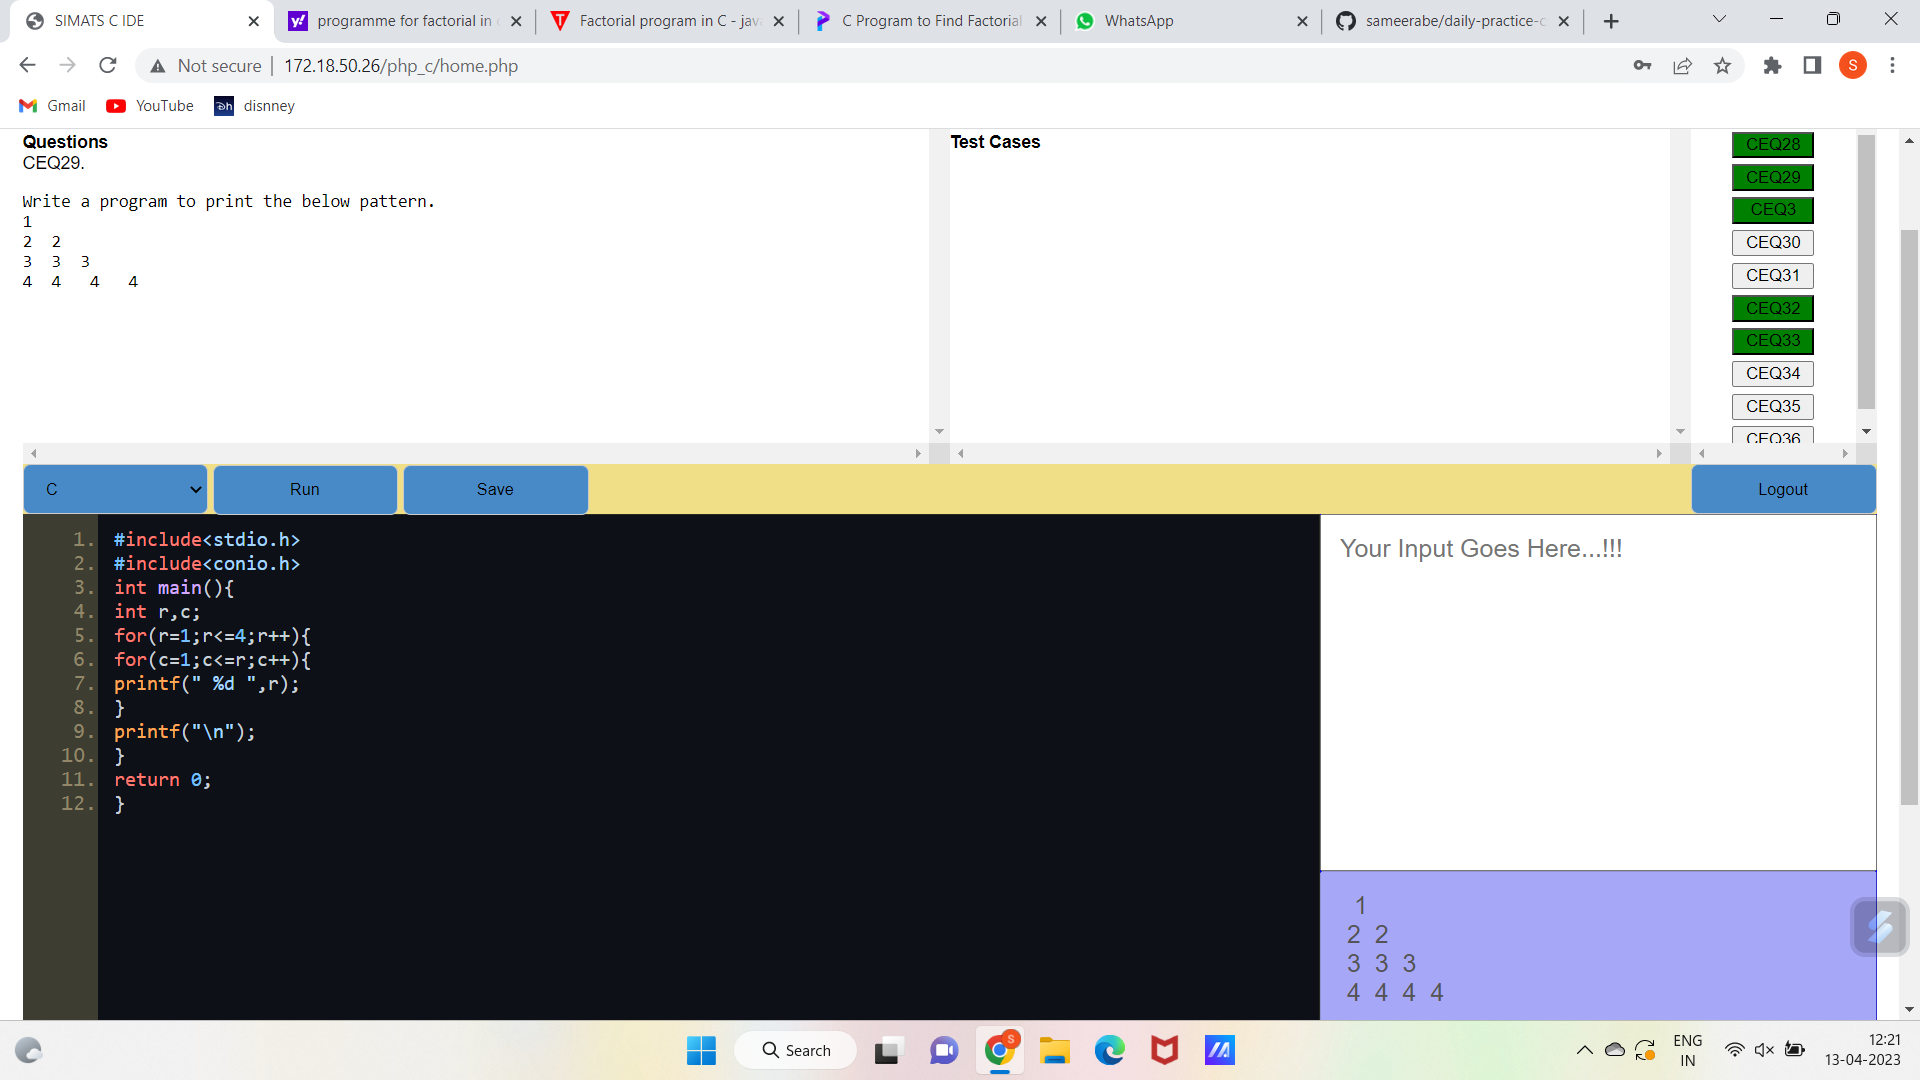 SIMATS C IDE
programme for factorial in c
Factorial program in C - java
C Program to Find Factorial
WhatsApp
sameerabe/daily-practice-c
Not secure
172.18.50.26/php_c/home.php
S
Gmail
YouTube
disnney
Questions
CEQ29.
Write a program to print the below pattern.
1
2 2
3 3 3
4 4 4 4
Test Cases
CEQ28
CEQ29
CEQ3
CEQ30
CEQ31
CEQ32
CEQ33
CEQ34
CEQ35
CEQ36
C
Run
Save
Logout
1. #include<stdio.h>
2. #include<conio.h>
3. int main(){
4. int r,c;
5. for(r=1;r<=4;r++){
6. for(c=1;c<=r;c++){
7. printf(" %d ",r);
8. }
9. printf("\n");
10. }
11. return 0;
12. }
Your Input Goes Here...!!!
1
2 2
3 3 3
4 4 4 4
Search
S
ENG
IN
12:21
13-04-2023